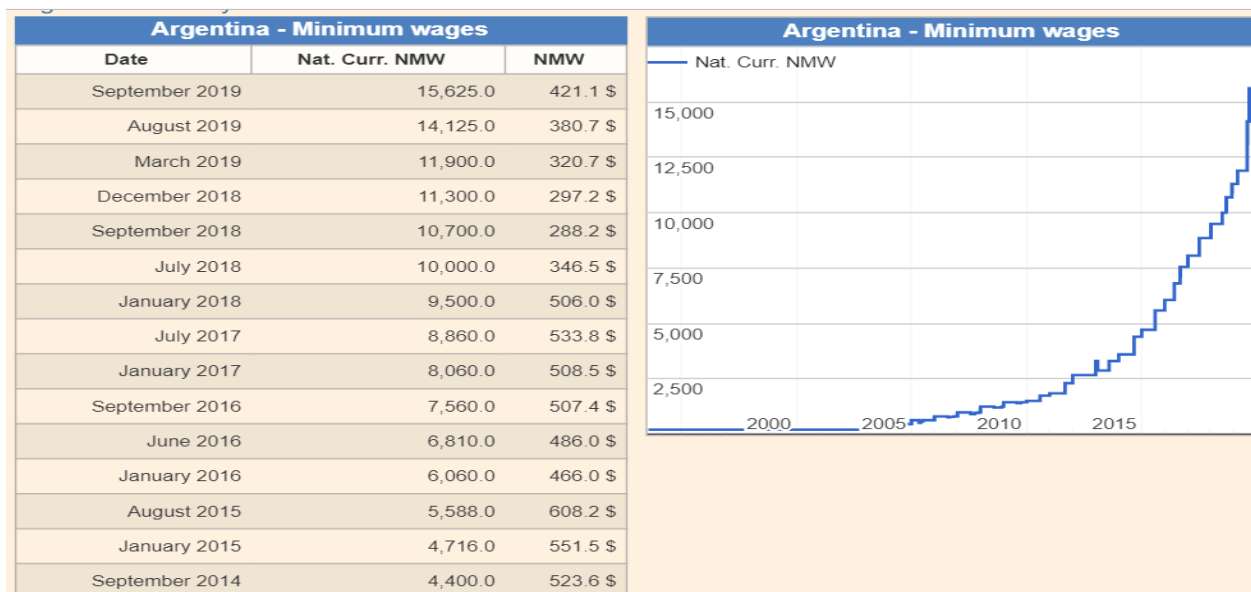 Argentina - Minimum wages
Date Nat. Curr. NMW NMW
September 2019 15,625.0 421.1 $
August 2019 14,125.0 380.7 $
March 2019 11,900.0 320.7 $
December 2018 11,300.0 297.2 $
September 2018 10,700.0 288.2 $
July 2018 10,000.0 346.5 $
January 2018 9,500.0 506.0 $
July 2017 8,860.0 533.8 $
January 2017 8,060.0 508.5 $
September 2016 7,560.0 507.4 $
June 2016 6,810.0 486.0 $
January 2016 6,060.0 466.0 $
August 2015 5,588.0 608.2 $
January 2015 4,716.0 551.5 $
September 2014 4,400.0 523.6 $
Argentina - Minimum wages
Nat. Curr. NMW
15,000
12,500
10,000
7,500
5,000
2,500
2000 2005 2010 2015